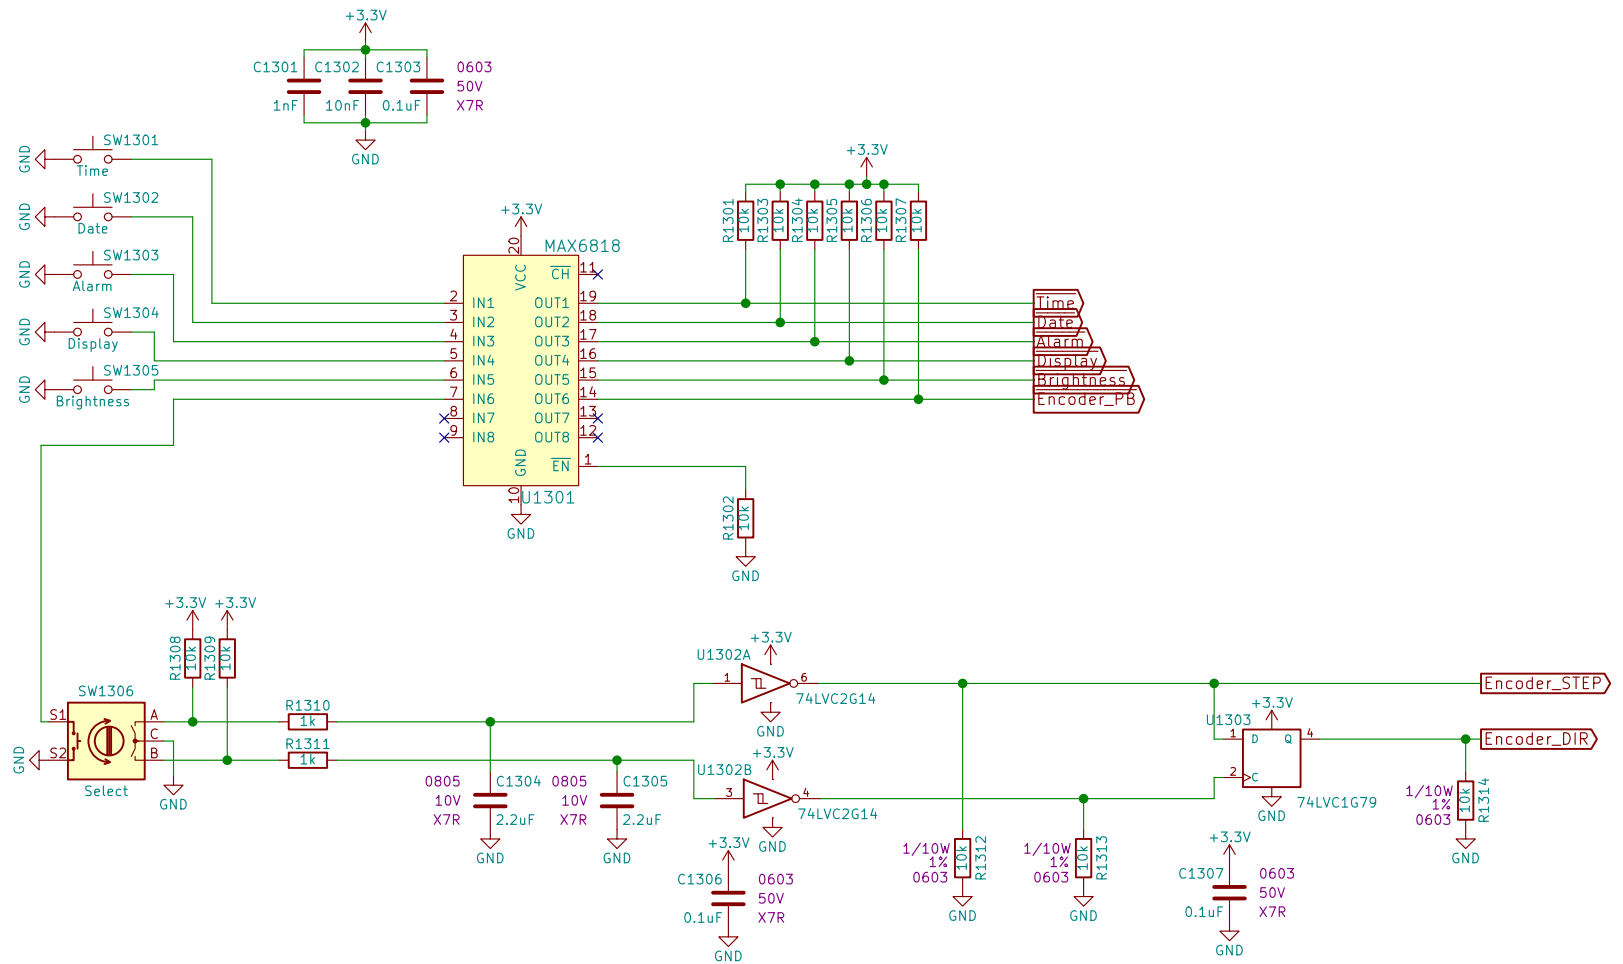 +3.3V
C1301
1nF
C1302
10nF
C1303
0.1uF
0603
50V
X7R
GND
GND
SW1301
Time
GND
SW1302
Date
GND
SW1303
Alarm
GND
SW1304
Display
GND
SW1305
Brightness
+3.3V
MAX6818
20
VCC
CH
11
2
IN1
OUT1
19
3
IN2
OUT2
18
4
IN3
OUT3
17
5
IN4
OUT4
16
6
IN5
OUT5
15
7
IN6
OUT6
14
8
IN7
OUT7
13
9
IN8
OUT8
12
EN
1
GND
10
U1301
GND
+3.3V
R1301
10k
R1303
10k
R1304
10k
R1305
10k
R1306
10k
R1307
10k
Time
Date
Alarm
Display
Brightness
Encoder_PB
R1302
10k
GND
+3.3V
+3.3V
R1308
10k
R1309
10k
SW1306
S1
S2
A
C
B
Select
GND
GND
R1310
1k
R1311
1k
0805
10V
X7R
C1304
2.2uF
GND
0805
10V
X7R
C1305
2.2uF
GND
+3.3V
U1302A
1
6
74LVC2G14
GND
+3.3V
U1302B
3
4
74LVC2G14
GND
+3.3V
C1306
0.1uF
0603
50V
X7R
GND
1/10W
1%
0603
10k
R1312
GND
1/10W
1%
0603
10k
R1313
GND
+3.3V
U1303
1
D
Q
4
2
C
74LVC1G79
GND
Encoder_STEP
Encoder_DIR
1/10W
1%
0603
10k
R1314
GND
+3.3V
C1307
0.1uF
0603
50V
X7R
GND